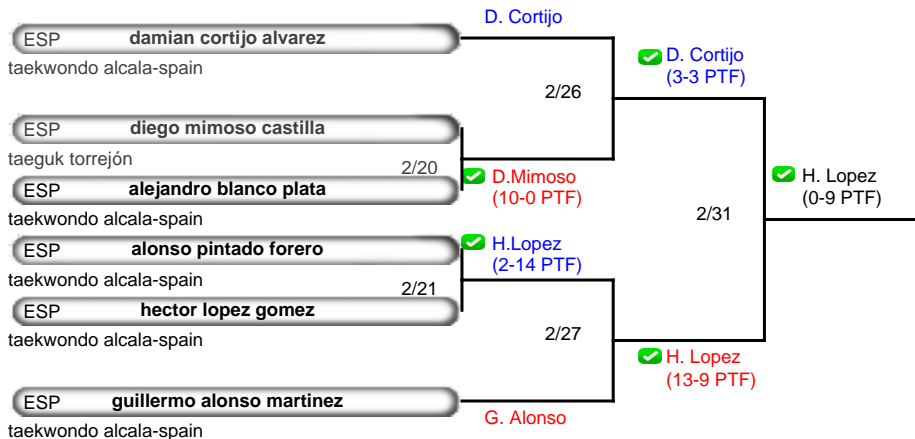 D. Cortijo
ESP damian cortijo alvarez
taekwondo alcala-spain
D. Cortijo
(3-3 PTF)
2/26
ESP diego mimoso castilla
taeguk torrejón
2/20
D.Mimoso
(10-0 PTF)
ESP alejandro blanco plata
taekwondo alcala-spain
H. Lopez
(0-9 PTF)
2/31
ESP alonso pintado forero
taekwondo alcala-spain
H.Lopez
(2-14 PTF)
2/21
ESP hector lopez gomez
taekwondo alcala-spain
2/27
H. Lopez
(13-9 PTF)
ESP guillermo alonso martinez
taekwondo alcala-spain
G. Alonso